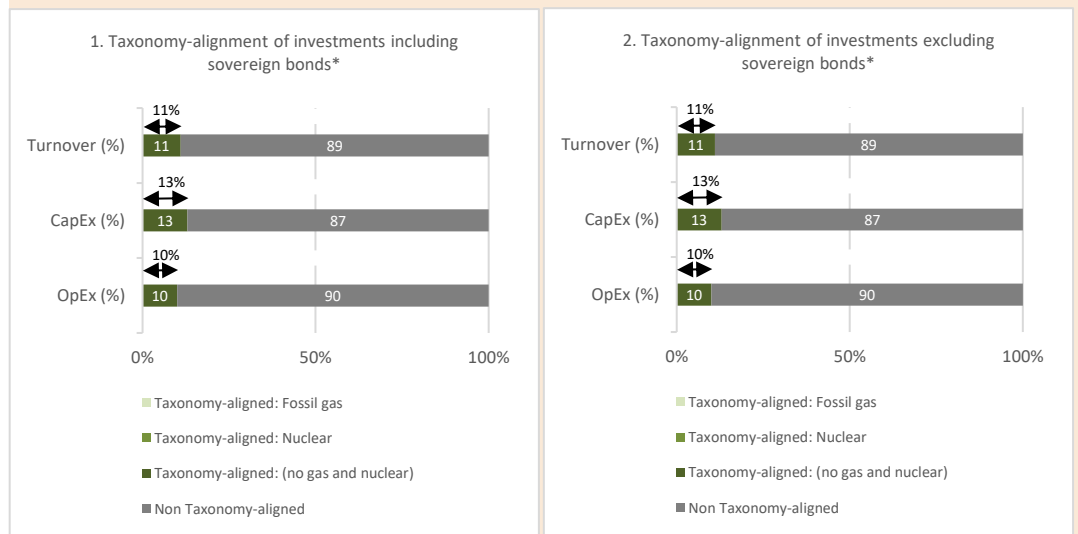 1. Taxonomy-alignment of investments including
sovereign bonds*
11%
Turnover (%)
11
89
13%
CapEx (%)
13
87
10%
OpEx (%)
10
90
0%
50%
100%
Taxonomy-aligned: Fossil gas
Taxonomy-aligned: Nuclear
Taxonomy-aligned: (no gas and nuclear)
Non Taxonomy-aligned
2. Taxonomy-alignment of investments excluding
sovereign bonds*
11%
Turnover (%)
11
89
13%
CapEx (%)
13
87
10%
OpEx (%)
10
90
0%
50%
100%
Taxonomy-aligned: Fossil gas
Taxonomy-aligned: Nuclear
Taxonomy-aligned: (no gas and nuclear)
Non Taxonomy-aligned